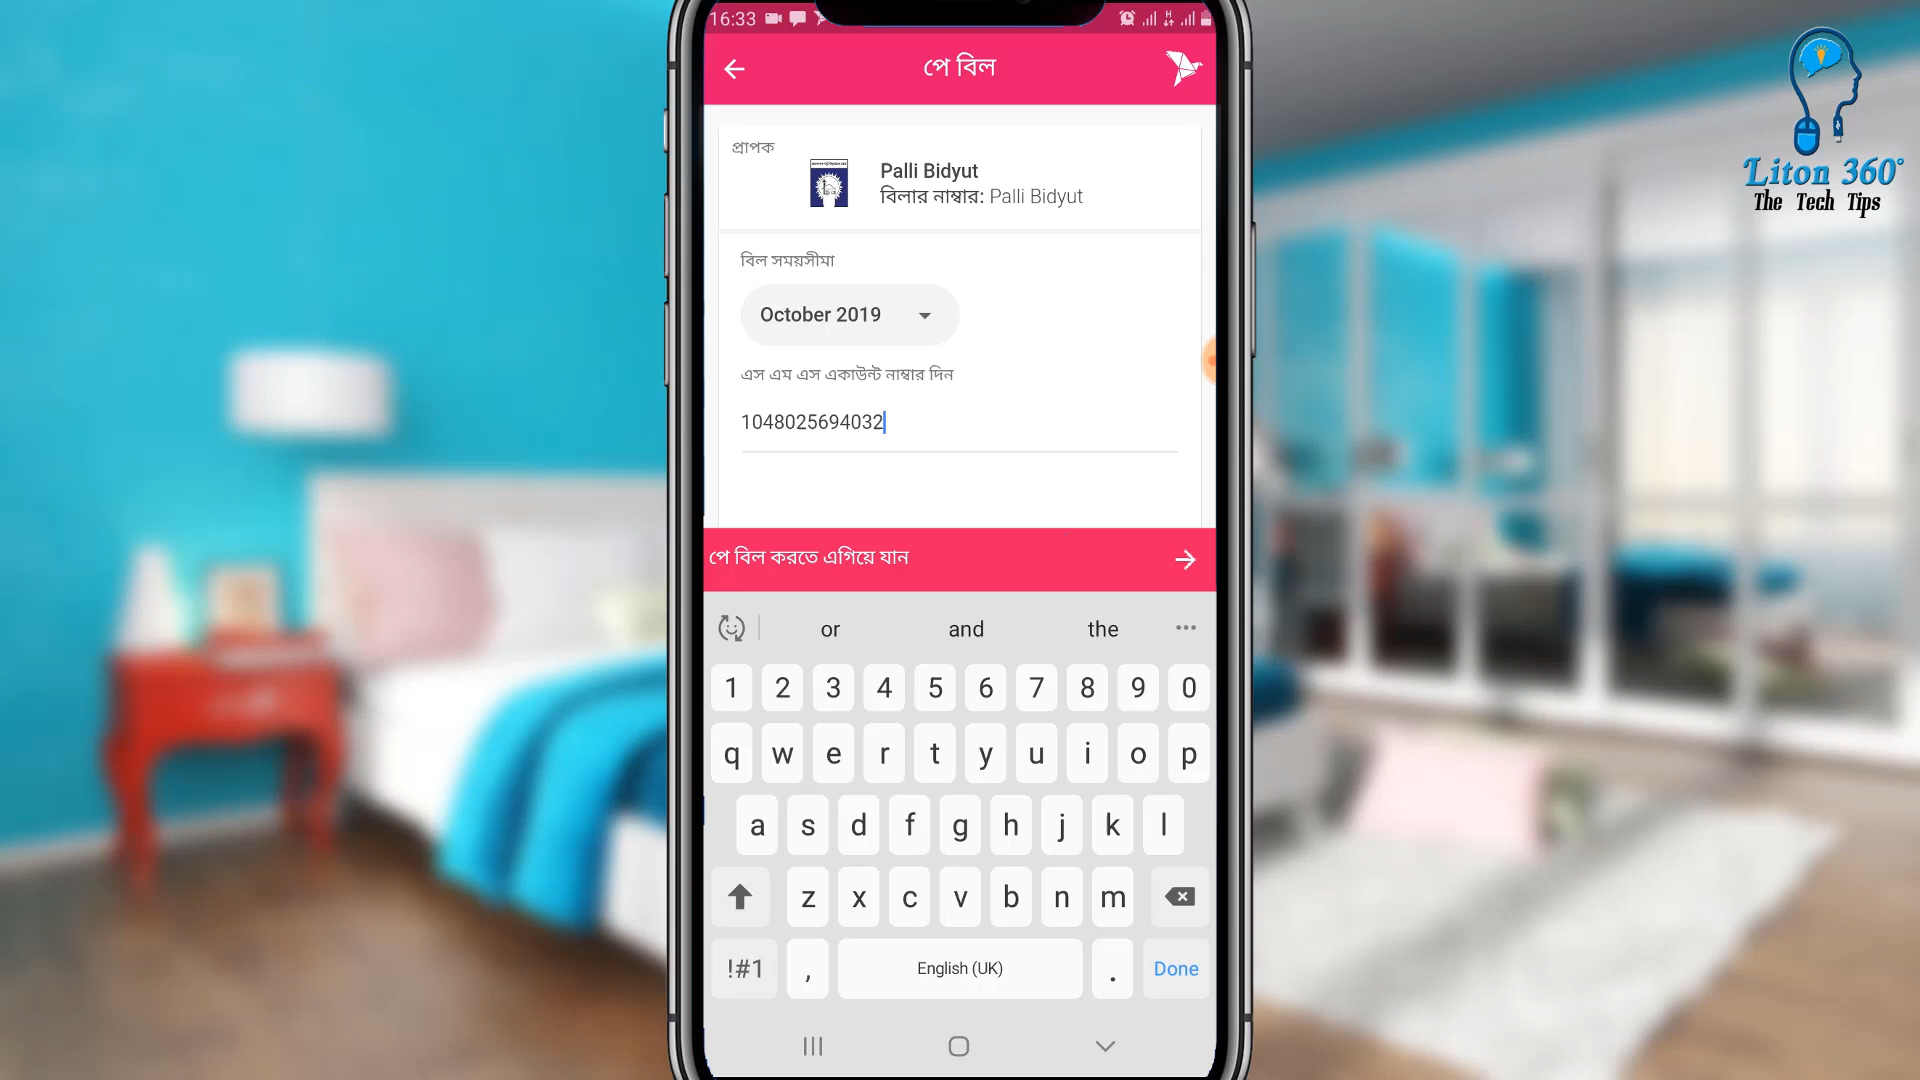 16:33
পে বিল
প্রাপক
Palli Bidyut
বিলার নাম্বার: Palli Bidyut
বিল সময়সীমা
October 2019
এস এম এস একাউন্ট নাম্বার দিন
1048025694032
পে বিল করতে এগিয়ে যান
or and the
1 2 3 4 5 6 7 8 9 0
q w e r t y u i o p
a s d f g h j k l
z x c v b n m
!#1 , English (UK) . Done
Liton 360°
The Tech Tips